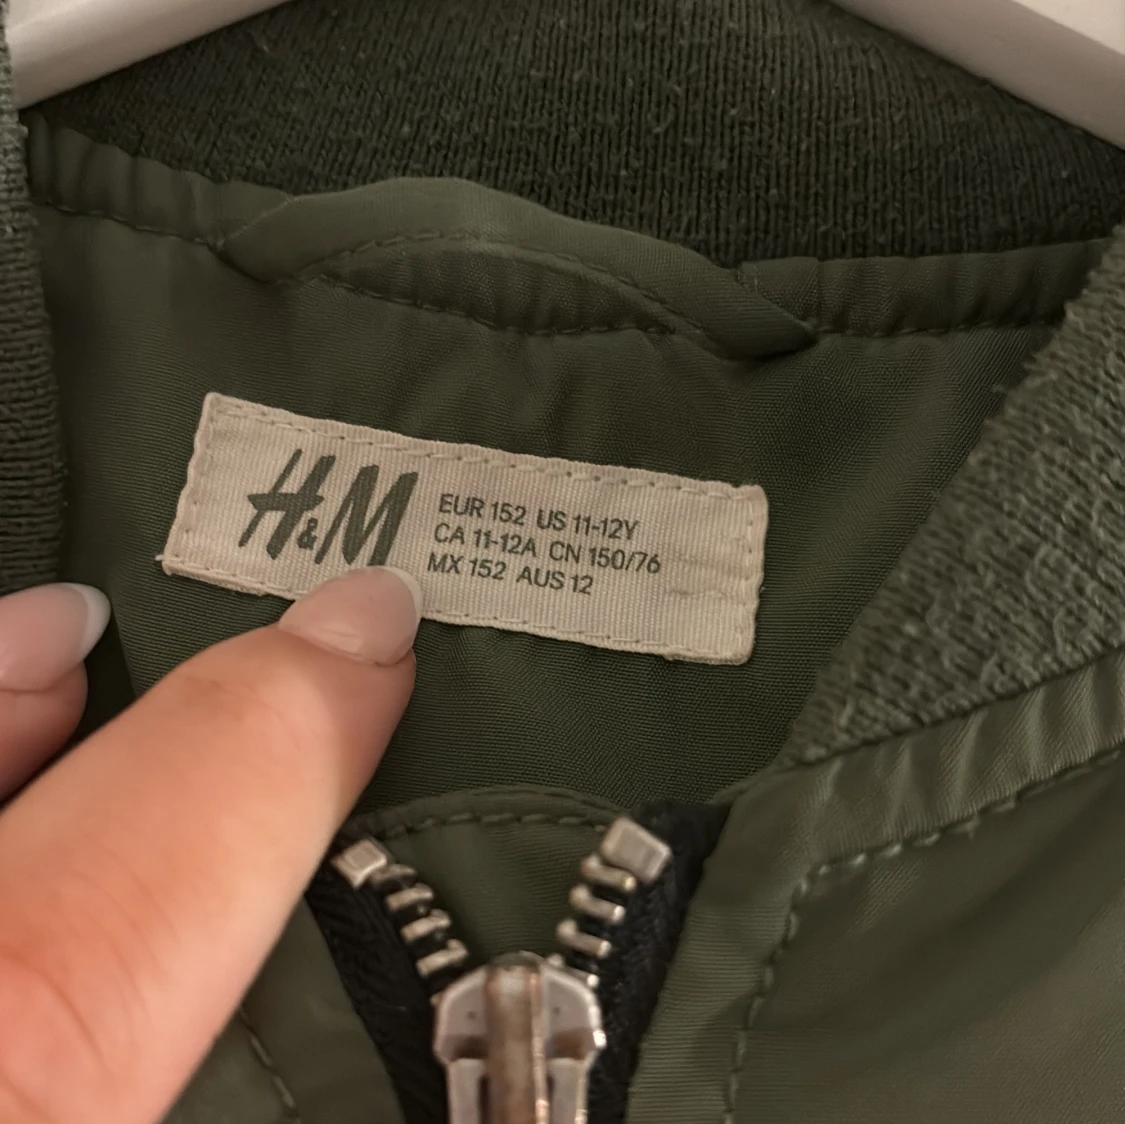 H&M
EUR 152 US 11-12Y
CA 11-12A CN 150/76
MX 152 AUS 12